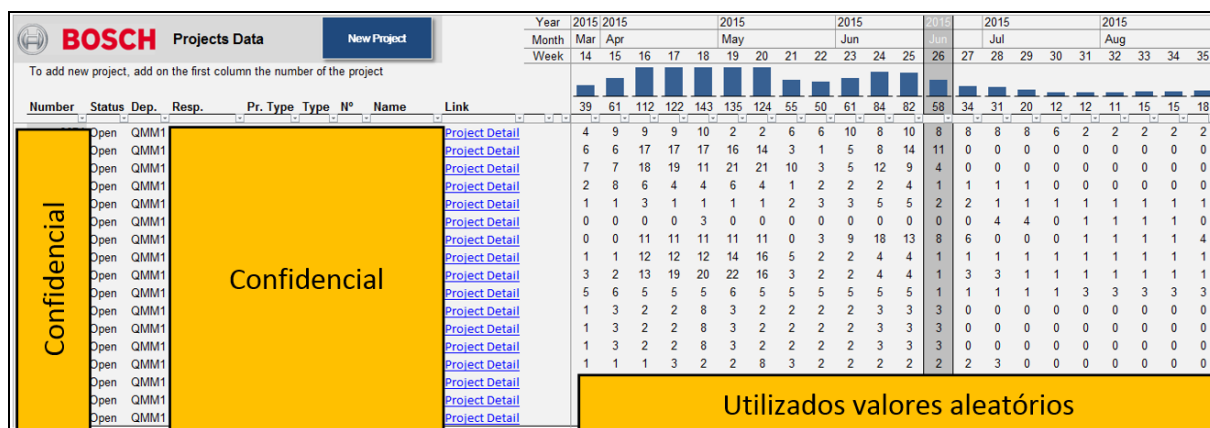 Year 2015 2015 2015 2015 2015 2015 2015
BOSCH Projects Data New Project Month Mar Apr May Jun Jun Jul Aug
Week 14 15 16 17 18 19 20 21 22 23 24 25 26 27 28 29 30 31 32 33 34 35
To add new project, add on the first column the number of the project
Number Status Dep. Resp. Pr. Type Type Nº Name Link 39 61 112 122 143 135 124 55 50 61 84 82 58 34 31 20 12 12 11 15 15 18
Open QMM1 Project Detail 4 9 9 9 10 2 2 6 6 10 8 10 8 8 8 8 6 2 2 2 2 2
Open QMM1 Project Detail 6 6 17 17 17 16 14 3 1 5 8 14 11 0 0 0 0 0 0 0 0 0
Open QMM1 Project Detail 7 7 18 19 11 21 21 10 3 5 12 9 4 0 0 0 0 0 0 0 0 0
Open QMM1 Project Detail 2 8 6 4 4 6 4 1 2 2 2 4 1 1 1 1 0 0 0 0 0 0
Open QMM1 Project Detail 1 1 3 1 1 1 1 2 3 3 5 5 2 2 1 1 1 1 1 1 1 1
Open QMM1 Project Detail 0 0 0 0 3 0 0 0 0 0 0 0 0 0 4 4 0 1 1 1 1 0
Open QMM1 Project Detail 0 0 11 11 11 11 11 0 3 9 18 13 8 6 0 0 0 1 1 1 1 4
Open QMM1 Project Detail 1 1 12 12 12 14 16 5 2 2 4 4 1 1 1 1 1 1 1 1 1 1
Open QMM1 Project Detail 3 2 13 19 20 22 16 3 2 2 4 4 1 3 3 1 1 1 1 1 1 1
Open QMM1 Project Detail 5 6 5 5 5 6 5 5 5 5 5 5 1 1 1 1 1 3 3 3 3 3
Open QMM1 Project Detail 1 3 2 2 8 3 2 2 2 2 3 3 3 0 0 0 0 0 0 0 0 0
Open QMM1 Project Detail 1 3 2 2 8 3 2 2 2 2 3 3 3 0 0 0 0 0 0 0 0 0
Open QMM1 Project Detail 1 3 2 2 8 3 2 2 2 2 3 3 3 0 0 0 0 0 0 0 0 0
Open QMM1 Project Detail 1 1 1 3 2 2 8 3 2 2 2 2 2 2 3 0 0 0 0 0 0 0
Open QMM1 Project Detail
Open QMM1 Project Detail
Open QMM1 Project Detail
Confidencial
Confidencial
Utilizados valores aleatórios